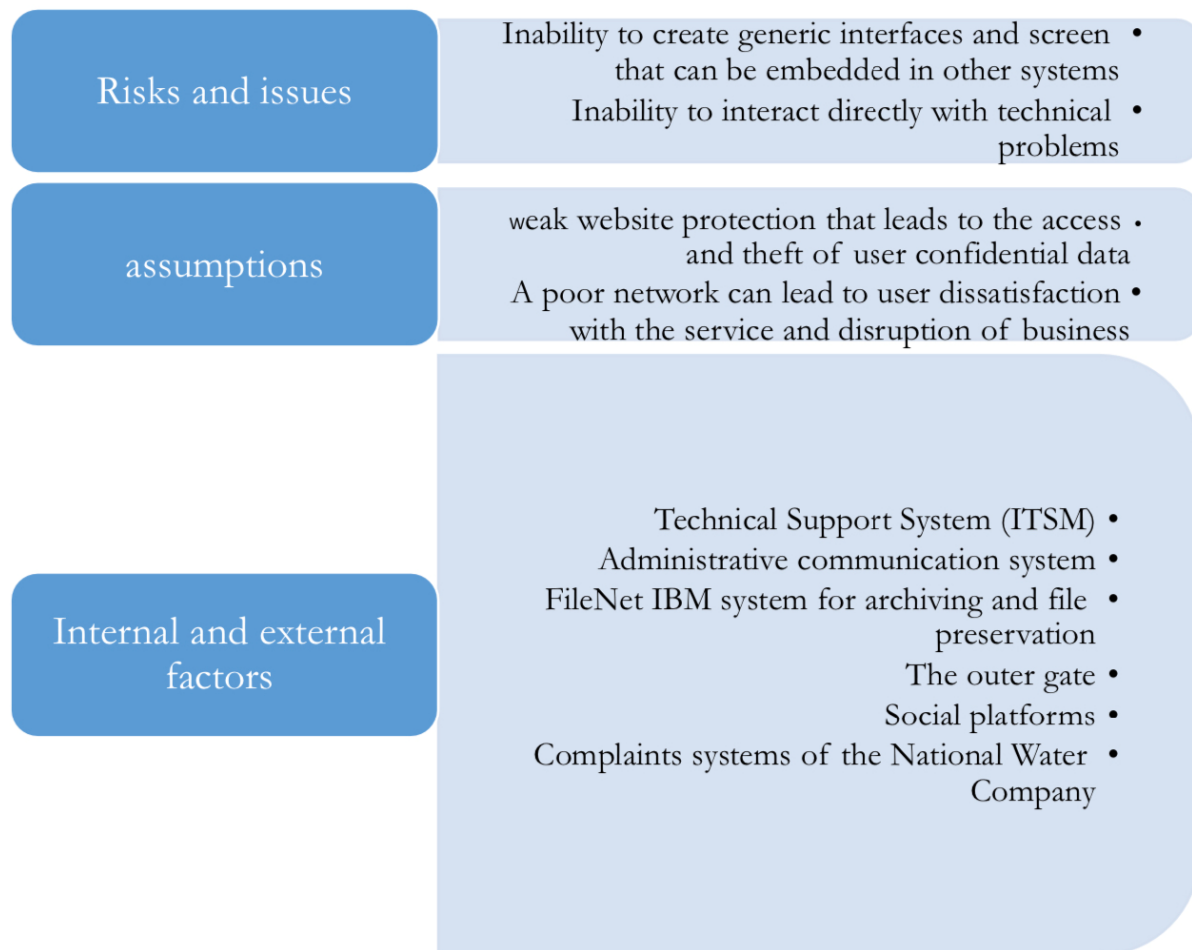 Risks and issues
Inability to create generic interfaces and screen •
that can be embedded in other systems
Inability to interact directly with technical •
problems
assumptions
weak website protection that leads to the access •
and theft of user confidential data
A poor network can lead to user dissatisfaction •
with the service and disruption of business
Internal and external
factors
Technical Support System (ITSM) •
Administrative communication system •
FileNet IBM system for archiving and file •
preservation
The outer gate •
Social platforms •
Complaints systems of the National Water •
Company